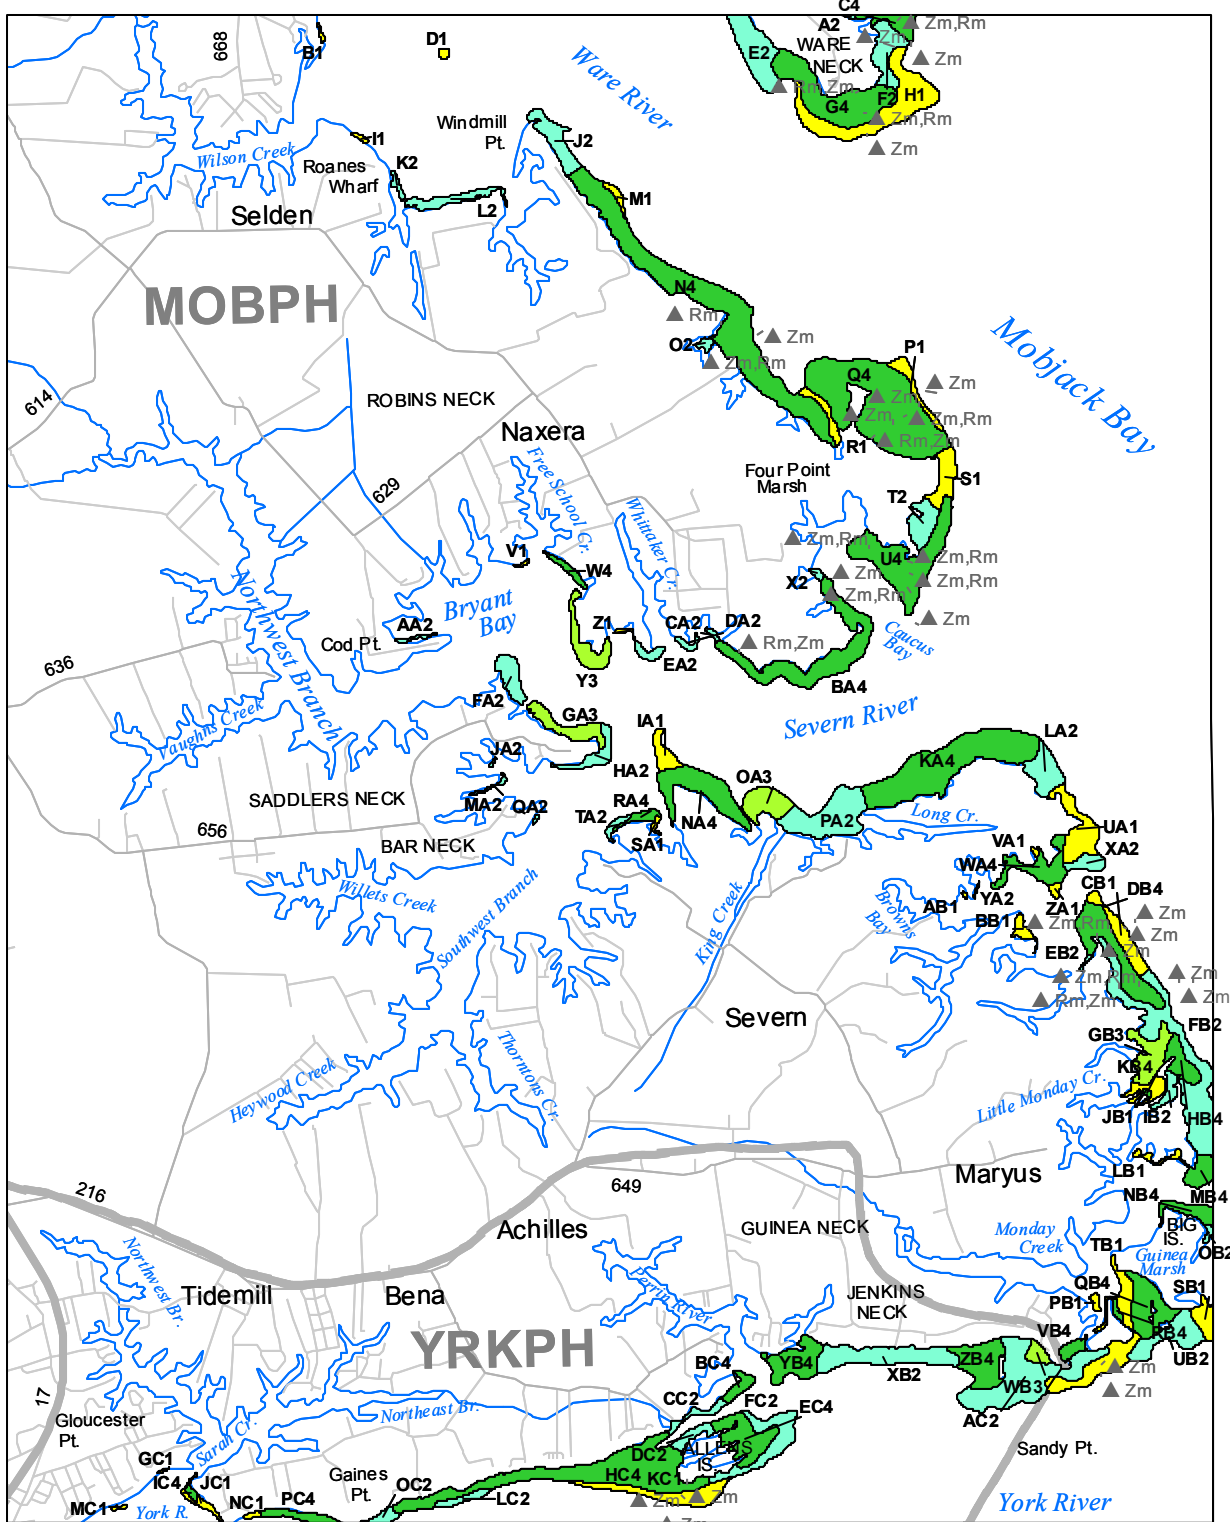 C4
Zm,Rm
A2
Zm
668
B1
D1
E2
WARE
NECK
Zm
Rm,Zm
G4
F2
H1
Zm,Rm
Zm
Ware River
Windmill
Pt.
J2
I1
Wilson Creek
Roanes
Wharf
K2
L2
M1
Selden
MOBPH
N4
Rm
O2
Zm
Zm,Rm
Mobjack Bay
P1
Q4
Zm
Zm
Zm
Zm,Rm
Rm,Zm
R1
614
ROBINS NECK
Naxera
Four Point
Marsh
S1
T2
629
Free School Cr.
Whittaker Cr.
Zm,Rm
U4
Zm,Rm
Zm,Rm
Zm
V1
W4
X2
Zm
Zm,Rm
Northwest Branch
Bryant
Bay
AA2
Cod Pt.
Z1
CA2
DA2
Rm,Zm
Caucus
Bay
EA2
Y3
BA4
636
FA2
GA3
Severn River
Vaughns Creek
IA1
LA2
JA2
HA2
OA3
KA4
SADDLERS NECK
MA2
QA2
TA2
RA4
NA4
PA2
Long Cr.
656
BAR NECK
SA1
VA1
UA1
XA2
WA4
Willets Creek
Southwest Branch
King Creek
Browns
Bay
AB1
YA2
ZA1
CB1
DB4
BB1
Zm,Rm
Zm
Zm
EB2
Zm
Zm,Rm
Zm
Rm,Zm
Zm
Severn
FB2
GB3
KB4
Heywood Creek
Thorntons Cr.
Little Monday Cr.
JB1
IB2
HB4
LB1
Maryus
MB4
NB4
216
649
Achilles
GUINEA NECK
BIG
IS.
OB2
Monday
Creek
TB1
Guinea
Marsh
Northwest Br.
Tidemill
Bena
Perrin River
JENKINS
NECK
QB4
SB1
PB1
YRKPH
VB4
RB4
UB2
BC4
YB4
XB2
ZB4
WB3
Zm
Zm
17
CC2
FC2
EC4
AC2
Gloucester
Pt.
Northeast Br.
Sarah Cr.
DC2
ALLENS
IS.
Sandy Pt.
GC1
IC4
JC1
Gaines
Pt.
OC2
HC4
KC1
LC2
Zm
Zm
MC1
York R.
NC1
PC4
York River